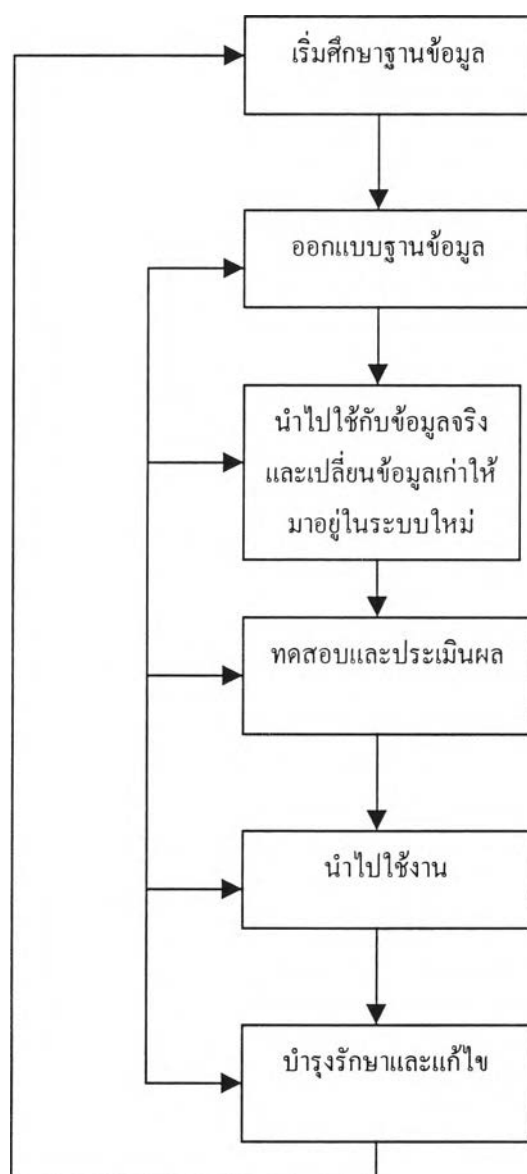 เริ่มศึกษาฐานข้อมูล
ออกแบบฐานข้อมูล
นำไปใช้กับข้อมูลจริง
และเปลี่ยนข้อมูลเก่าให้
มาอยู่ในระบบใหม่
ทดสอบและประเมินผล
นำไปใช้งาน
บำรุงรักษาและแก้ไข